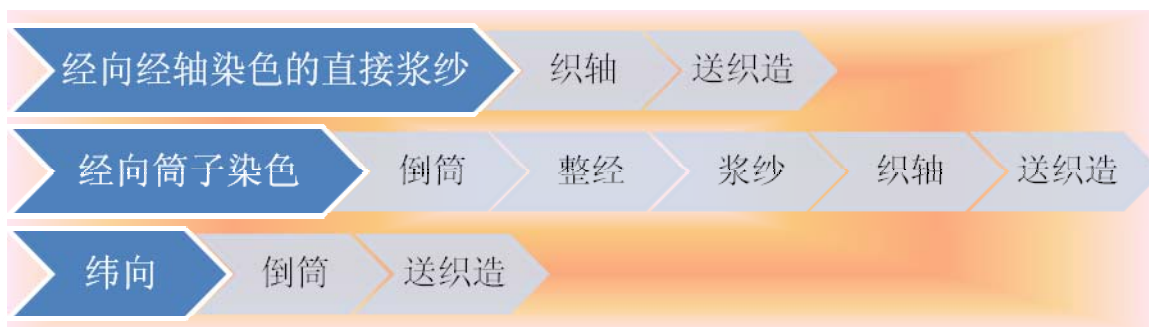 经向经轴染色的直接浆纱 织轴 送织造
经向筒子染色 倒筒 整经 浆纱 织轴 送织造
纬向 倒筒 送织造